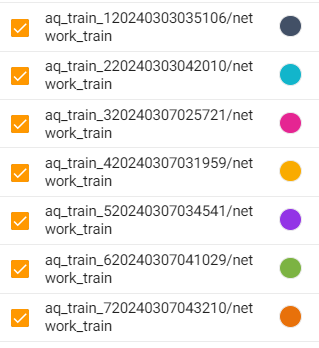 aq_train_120240303035106/net
work_train
aq_train_220240303042010/net
work_train
aq_train_320240307025721/net
work_train
aq_train_420240307031959/net
work_train
aq_train_520240307034541/net
work_train
aq_train_620240307041029/net
work_train
aq_train_720240307043210/net
work_train